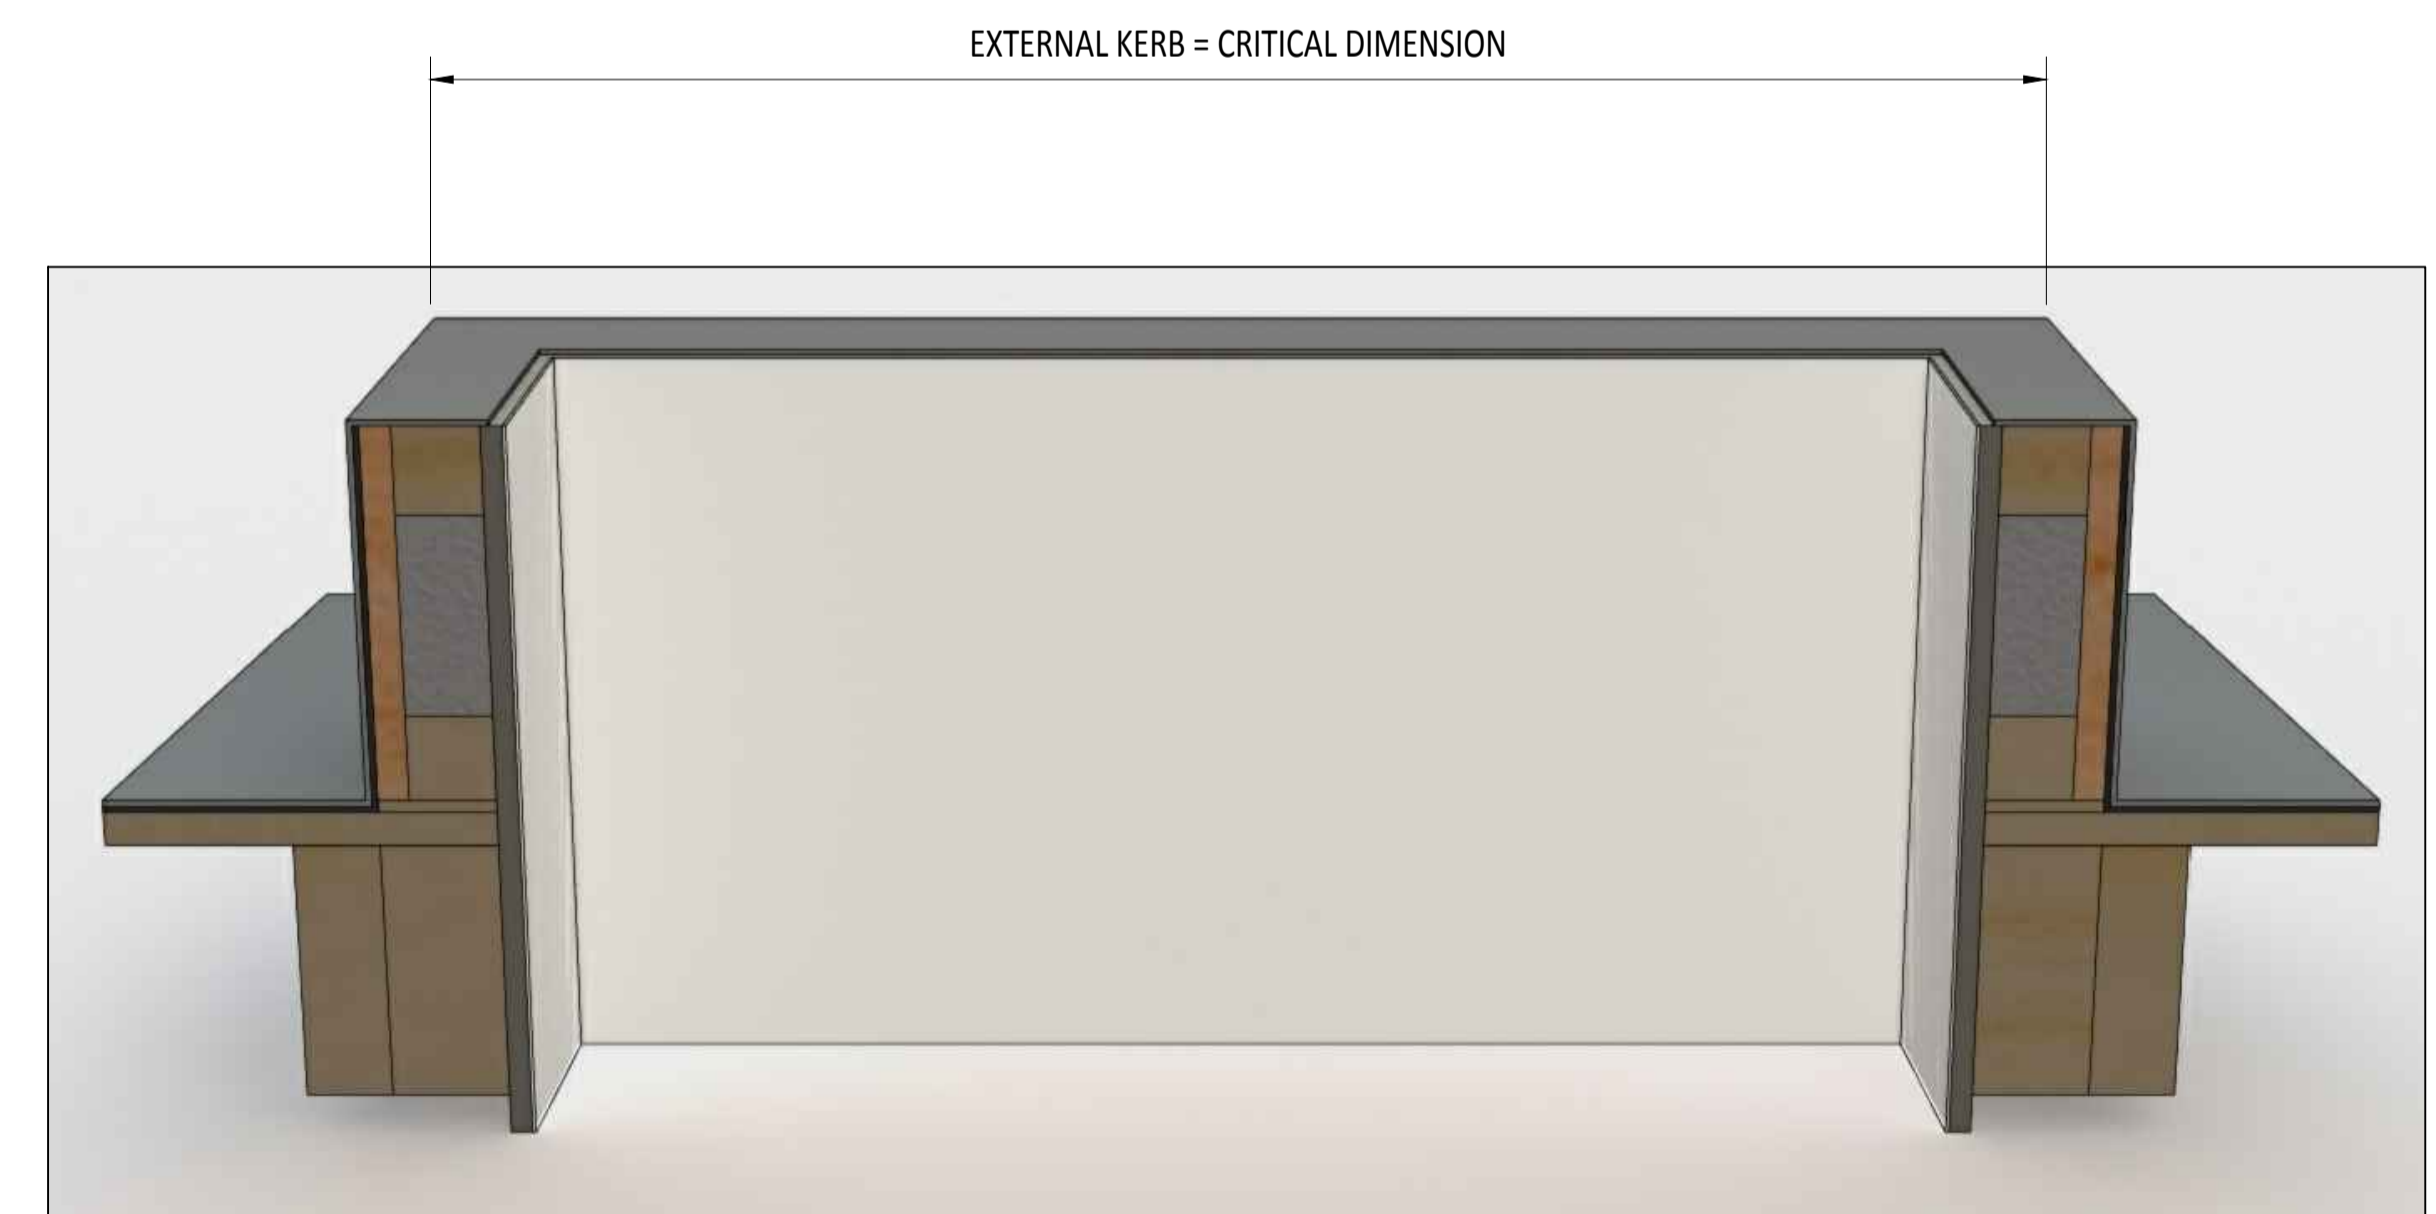 EXTERNAL KERB = CRITICAL DIMENSION